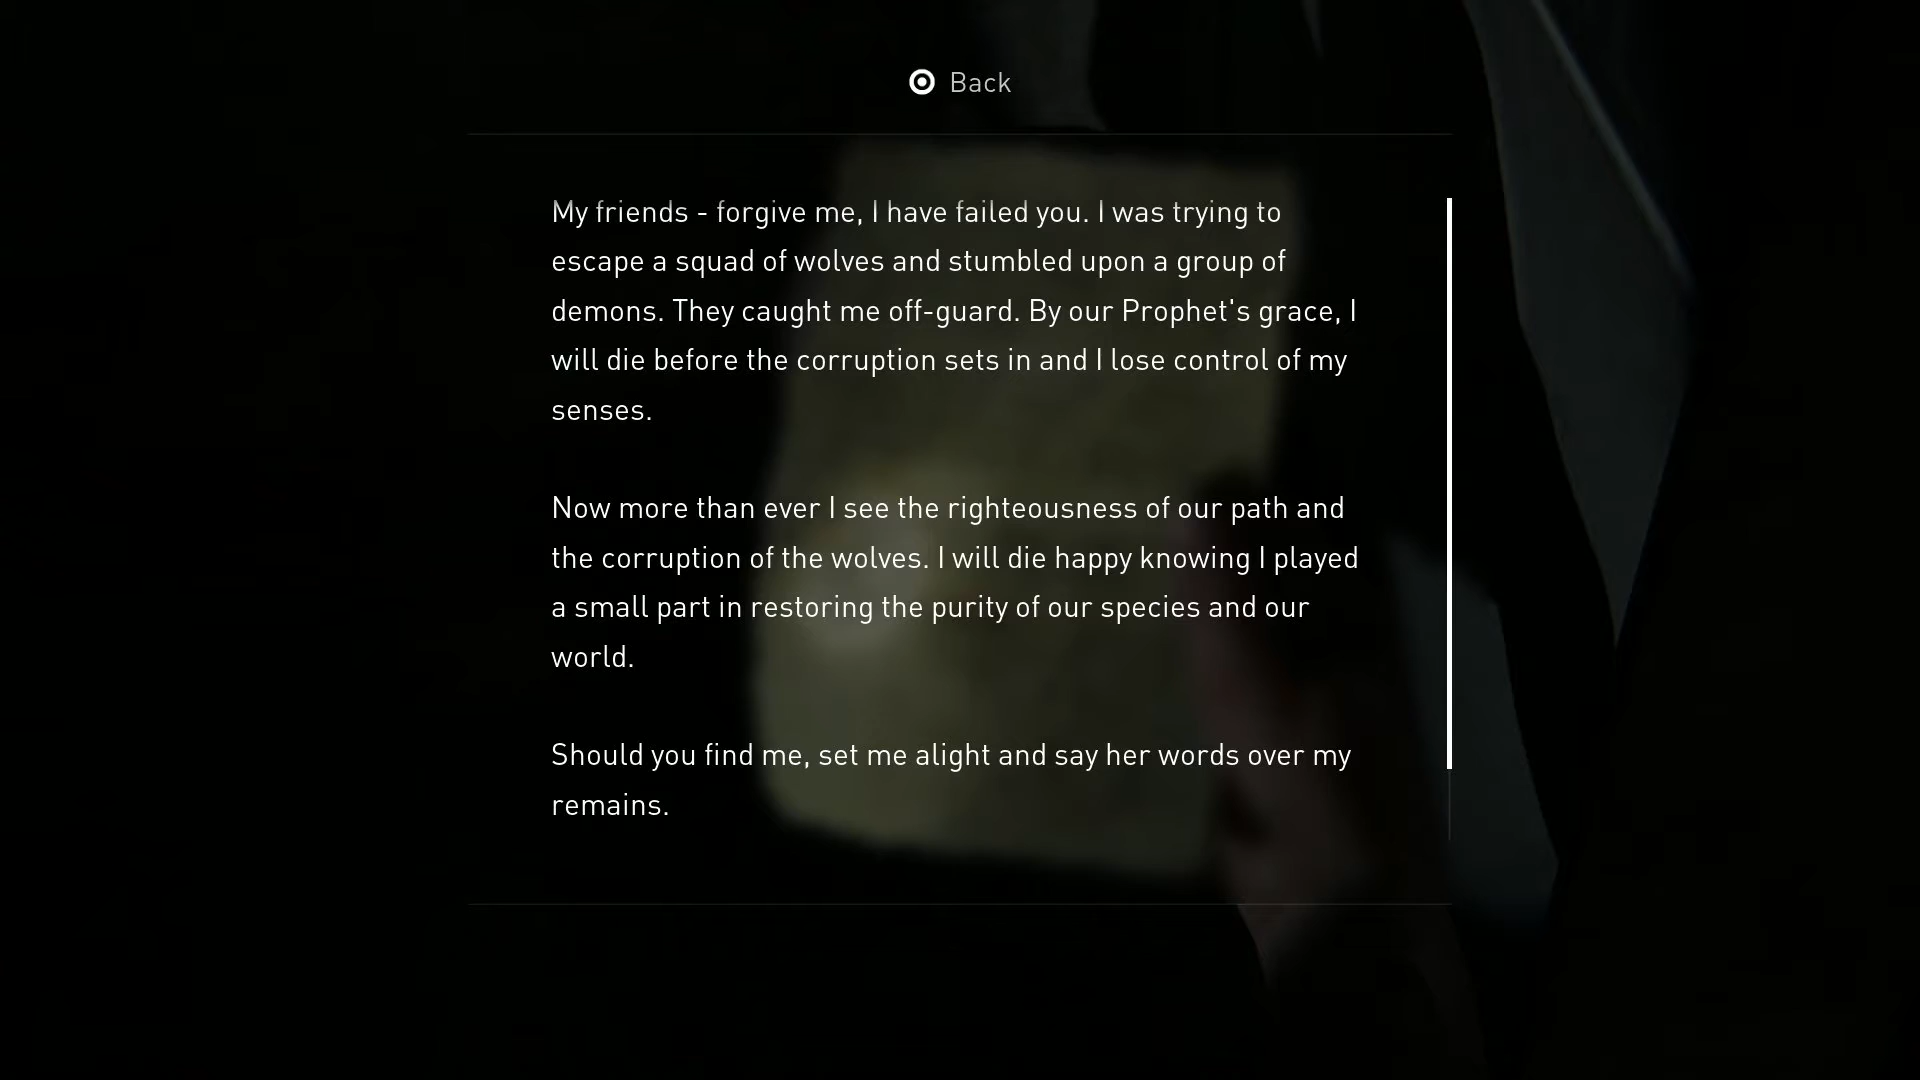 Back
My friends - forgive me, I have failed you. I was trying to
escape a squad of wolves and stumbled upon a group of
demons. They caught me off-guard. By our Prophet's grace, I
will die before the corruption sets in and I lose control of my
senses.
Now more than ever I see the righteousness of our path and
the corruption of the wolves. I will die happy knowing I played
a small part in restoring the purity of our species and our
world.
Should you find me, set me alight and say her words over my
remains.